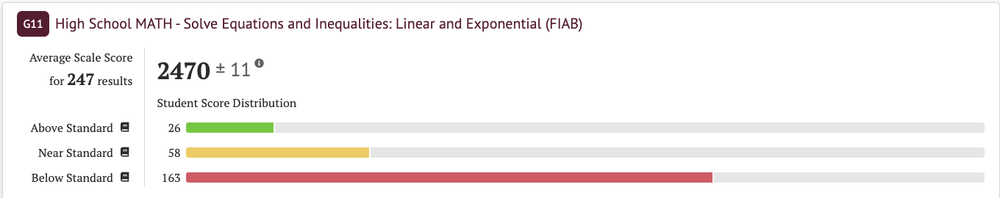 G11 High School MATH - Solve Equations and Inequalities: Linear and Exponential (FIAB)
Average Scale Score
for 247 results
2470 ± 11
Student Score Distribution
Above Standard 26
Near Standard 58
Below Standard 163